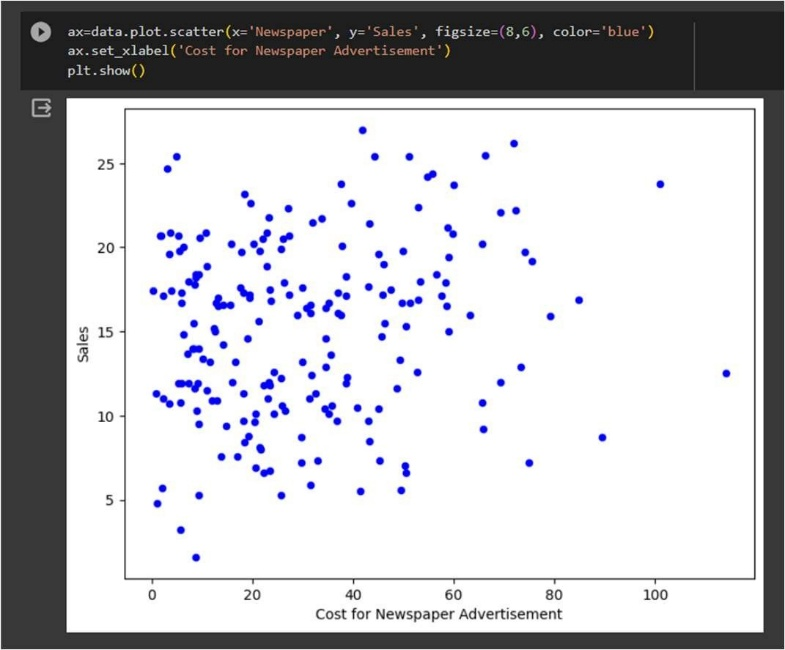 ax=data.plot.scatter(x='Newspaper', y='Sales', figsize=(8,6), color='blue')
ax.set_xlabel('Cost for Newspaper Advertisement')
plt.show()
25
20
15
10
5
Sales
0 20 40 60 80 100
Cost for Newspaper Advertisement